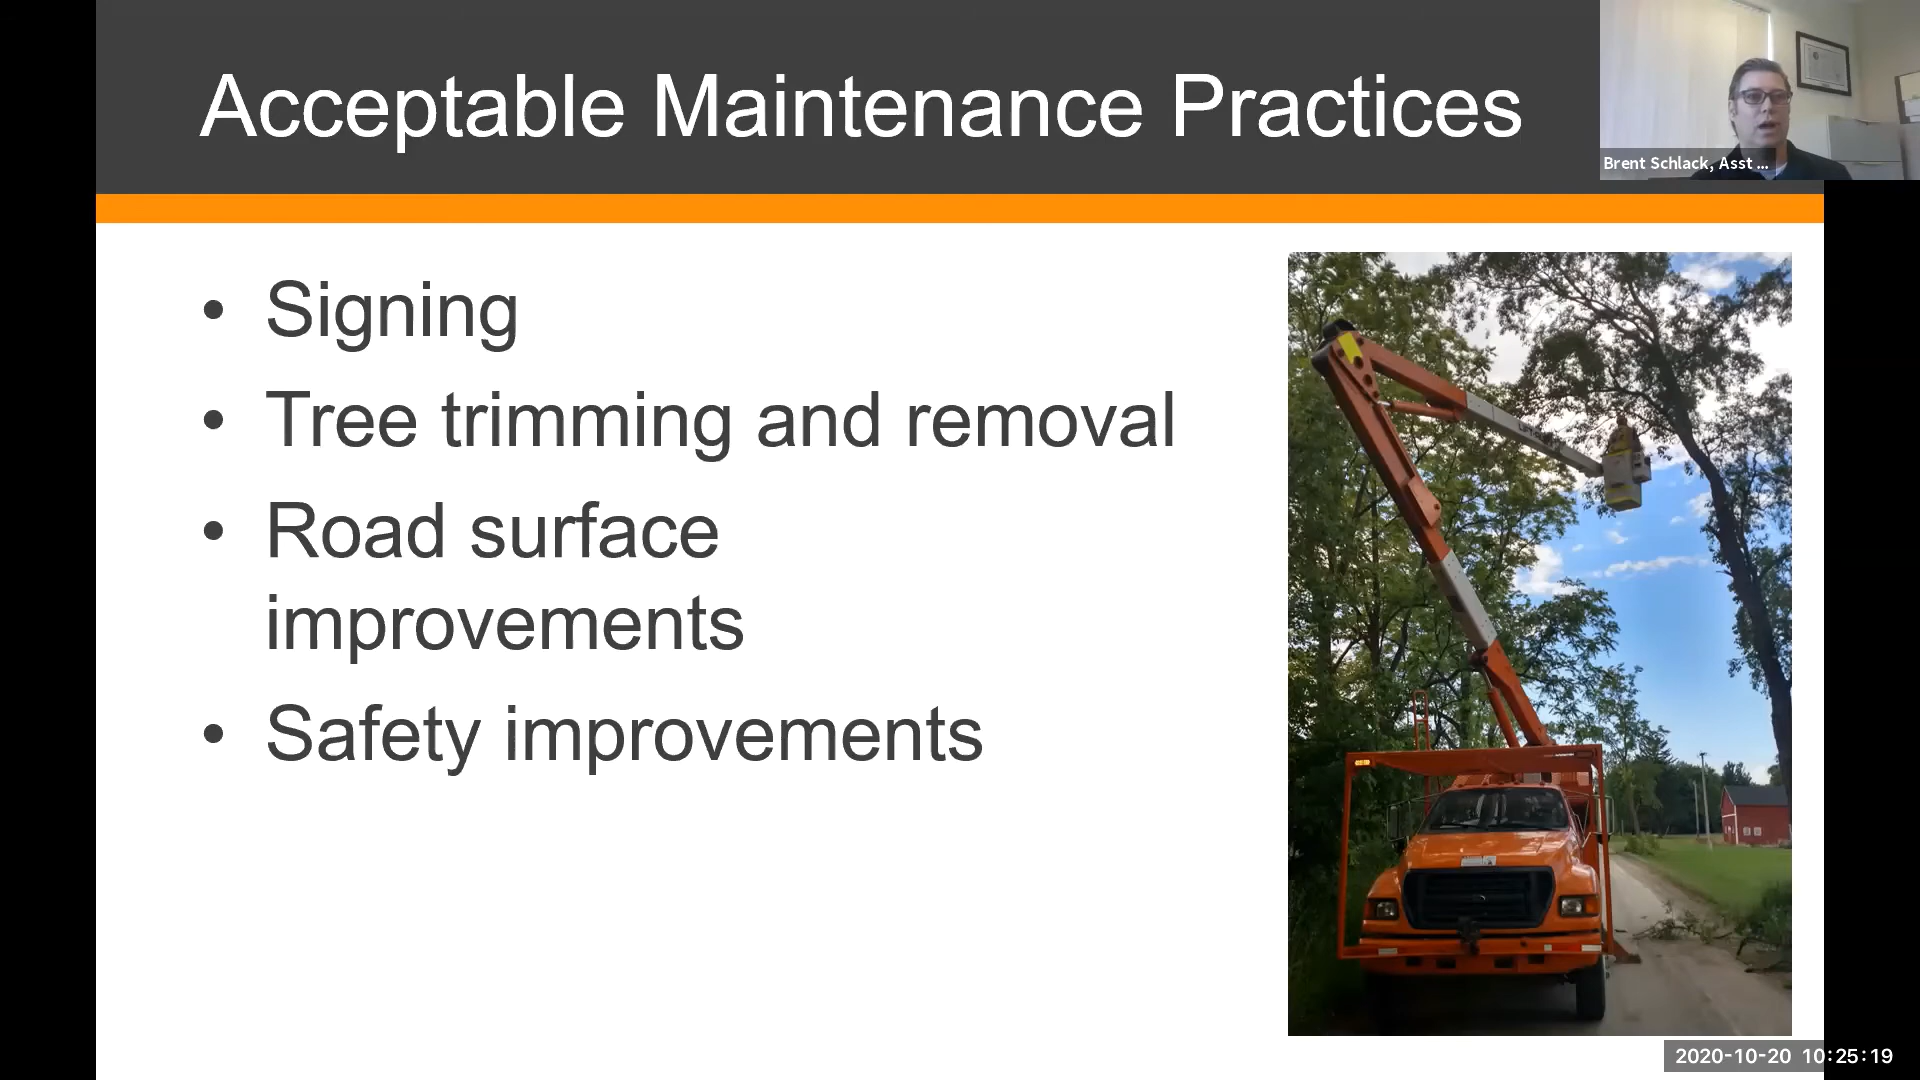 Acceptable Maintenance Practices
Brent Schlack, Asst ...
• Signing
• Tree trimming and removal
• Road surface
improvements
• Safety improvements
2020-10-20 10:25:19